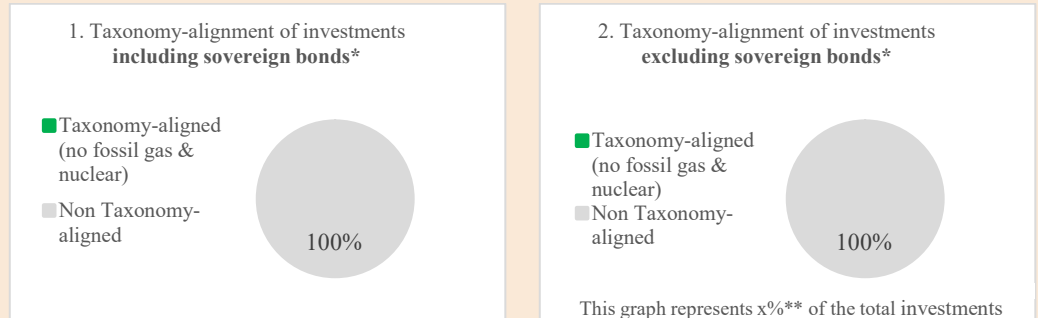 1. Taxonomy-alignment of investments
including sovereign bonds*
Taxonomy-aligned
(no fossil gas &
nuclear)
Non Taxonomy-
aligned
100%
2. Taxonomy-alignment of investments
excluding sovereign bonds*
Taxonomy-aligned
(no fossil gas &
nuclear)
Non Taxonomy-
aligned
100%
This graph represents x%** of the total investments